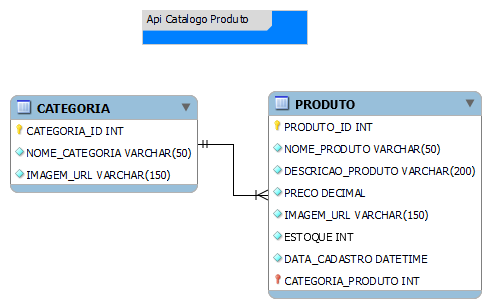 Api Catalogo Produto
CATEGORIA
CATEGORIA_ID INT
NOME_CATEGORIA VARCHAR(50)
IMAGEM_URL VARCHAR(150)
PRODUTO
PRODUTO_ID INT
NOME_PRODUTO VARCHAR(50)
DESCRICAO_PRODUTO VARCHAR(200)
PRECO DECIMAL
IMAGEM_URL VARCHAR(150)
ESTOQUE INT
DATA_CADASTRO DATETIME
CATEGORIA_PRODUTO INT